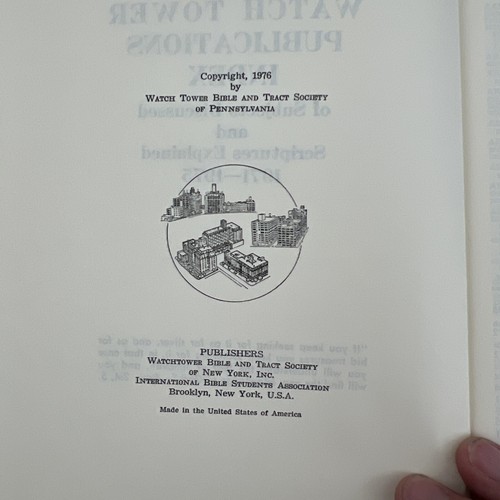 Copyright, 1976
by
WATCH TOWER BIBLE AND TRACT SOCIETY
OF PENNSYLVANIA
PUBLISHERS
WATCHTOWER BIBLE AND TRACT SOCIETY
OF NEW YORK, INC.
INTERNATIONAL BIBLE STUDENTS ASSOCIATION
Brooklyn, New York, U.S.A.
Made in the United States of America